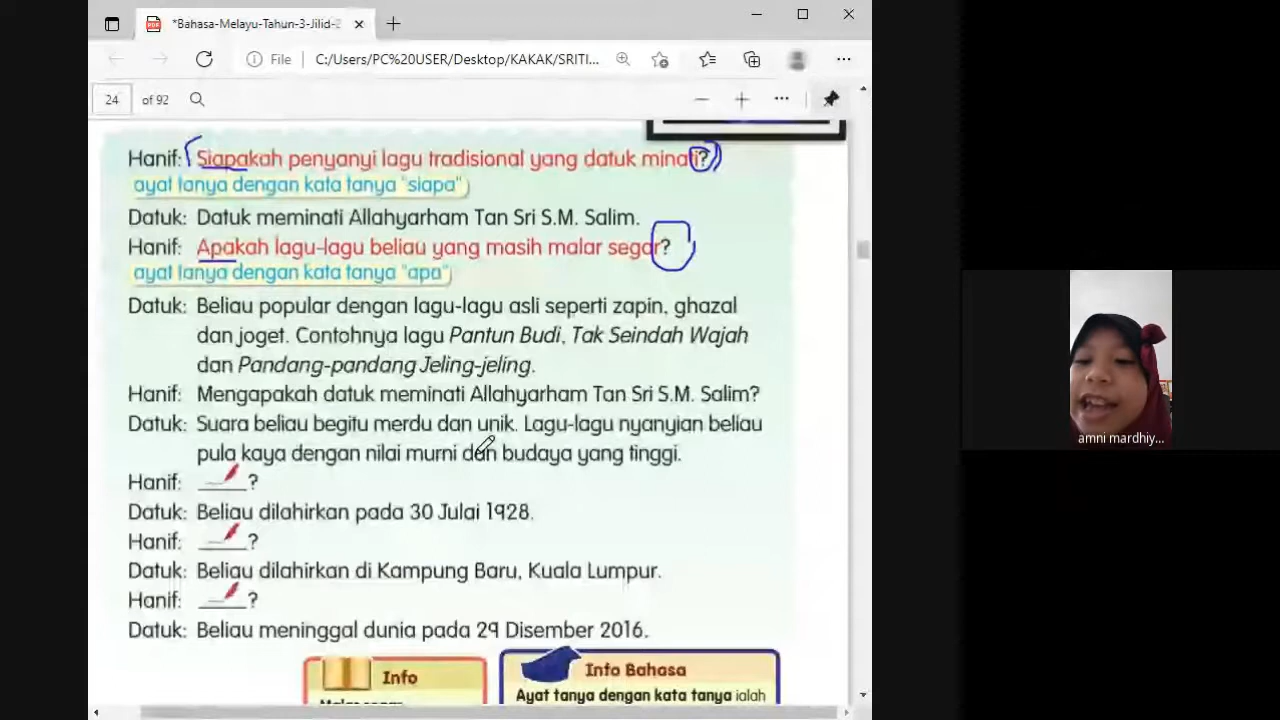 *Bahasa-Melayu-Tahun-3-Jilid-2
File
C:/Users/PC%20USER/Desktop/KAKAK/SRITI...
24 of 92
Hanif: Siapakah penyanyi lagu tradisional yang datuk minati?
ayat tanya dengan kata tanya "siapa"
Datuk: Datuk meminati Allahyarham Tan Sri S.M. Salim.
Hanif: Apakah lagu-lagu beliau yang masih malar segar?
ayat tanya dengan kata tanya "apa"
Datuk: Beliau popular dengan lagu-lagu asli seperti zapin, ghazal
dan joget. Contohnya lagu Pantun Budi, Tak Seindah Wajah
dan Pandang-pandang Jeling-jeling.
Hanif: Mengapakah datuk meminati Allahyarham Tan Sri S.M. Salim?
Datuk: Suara beliau begitu merdu dan unik. Lagu-lagu nyanyian beliau
pula kaya dengan nilai murni dan budaya yang tinggi.
Hanif: ____?
Datuk: Beliau dilahirkan pada 30 Julai 1928.
Hanif: ____?
Datuk: Beliau dilahirkan di Kampung Baru, Kuala Lumpur.
Hanif: ____?
Datuk: Beliau meninggal dunia pada 29 Disember 2016.
Info
Info Bahasa
Ayat tanya dengan kata tanya ialah
amni mardhiy...